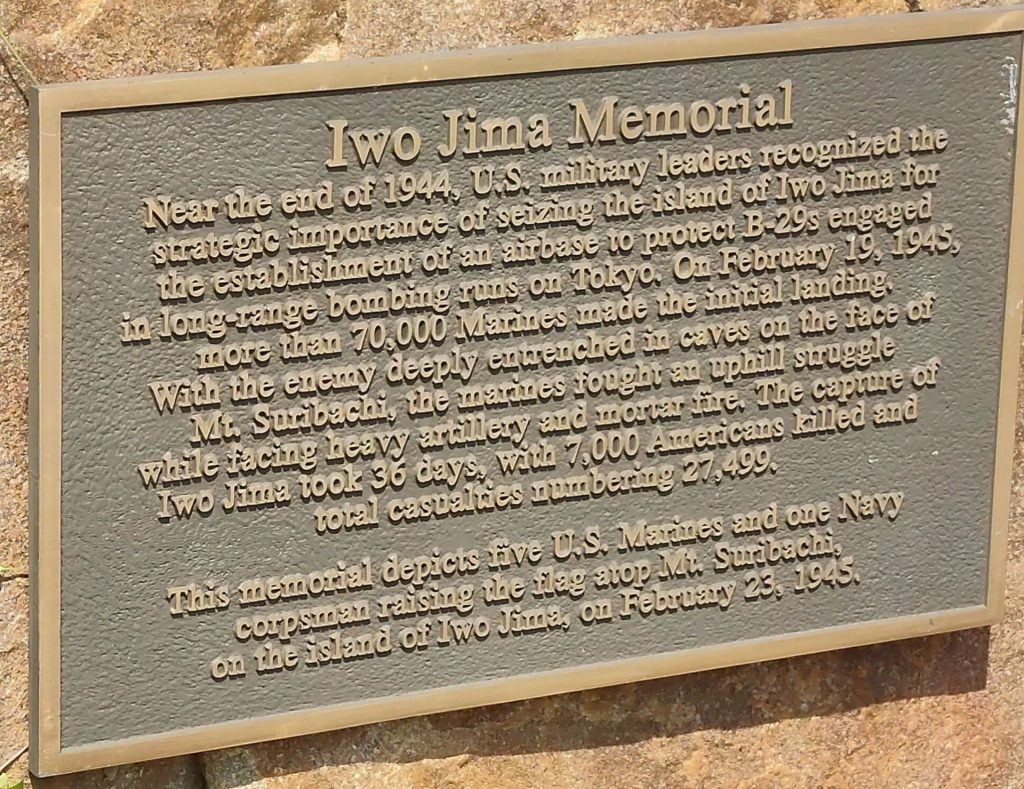 Iwo Jima Memorial
Near the end of 1944, U.S. military leaders recognized the
strategic importance of seizing the island of Iwo Jima for
the establishment of an airbase to protect B-29s engaged
in long-range bombing runs on Tokyo. On February 19, 1945,
more than 70,000 Marines made the initial landing.
With the enemy deeply entrenched in caves on the face of
Mt. Suribachi, the marines fought an uphill struggle
while facing heavy artillery and mortar fire. The capture of
Iwo Jima took 36 days, with 7,000 Americans killed and
total casualties numbering 27,499.
This memorial depicts five U.S. Marines and one Navy
corpsman raising the flag atop Mt. Suribachi,
on the island of Iwo Jima, on February 23, 1945.